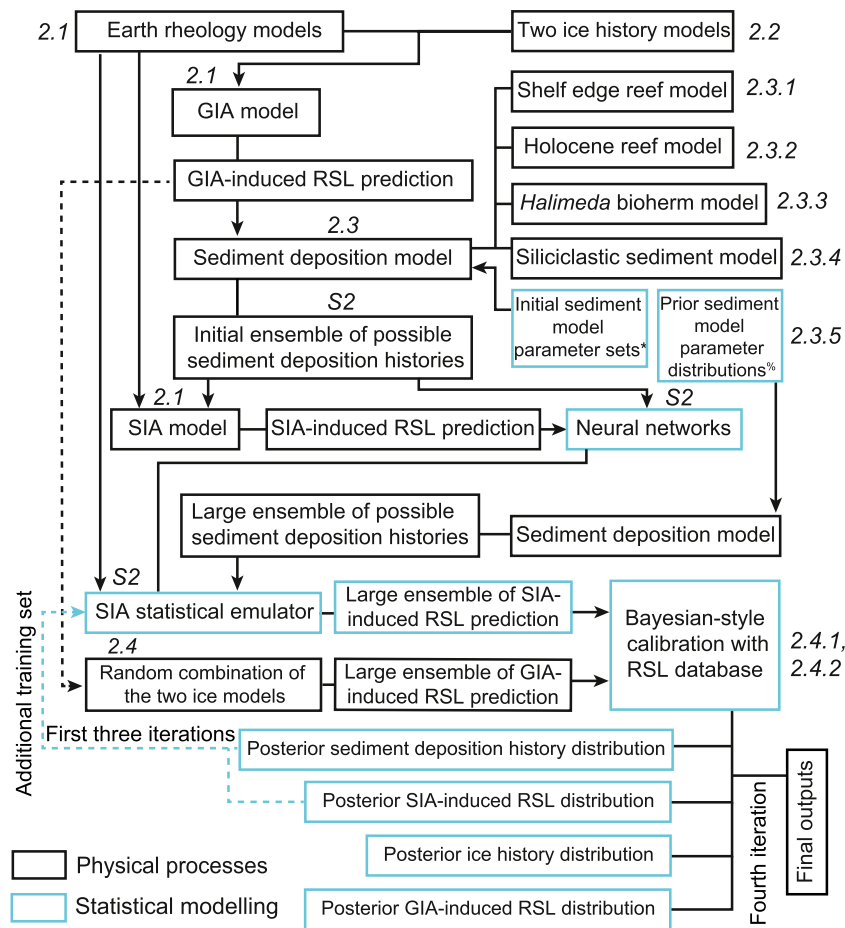 2.1
Earth rheology models
Two ice history models
2.2
2.1
GIA model
Shelf edge reef model
2.3.1
Holocene reef model
2.3.2
GIA-induced RSL prediction
Halimeda bioherm model
2.3.3
2.3
Sediment deposition model
Siliciclastic sediment model
2.3.4
S2
Initial ensemble of possible
sediment deposition histories
Initial sediment
model
parameter sets*
Prior sediment
model
parameter
distributions%
2.3.5
2.1
SIA model
SIA-induced RSL prediction
S2
Neural networks
Large ensemble of possible
sediment deposition histories
Sediment deposition model
S2
SIA statistical emulator
Large ensemble of SIA-
induced RSL prediction
Bayesian-style
calibration with
RSL database
2.4.1,
2.4.2
2.4
Random combination of
the two ice models
Large ensemble of GIA-
induced RSL prediction
Additional training set
First three iterations
Posterior sediment deposition history distribution
Posterior SIA-induced RSL distribution
Posterior ice history distribution
Posterior GIA-induced RSL distribution
Fourth iteration
Final outputs
Physical processes
Statistical modelling